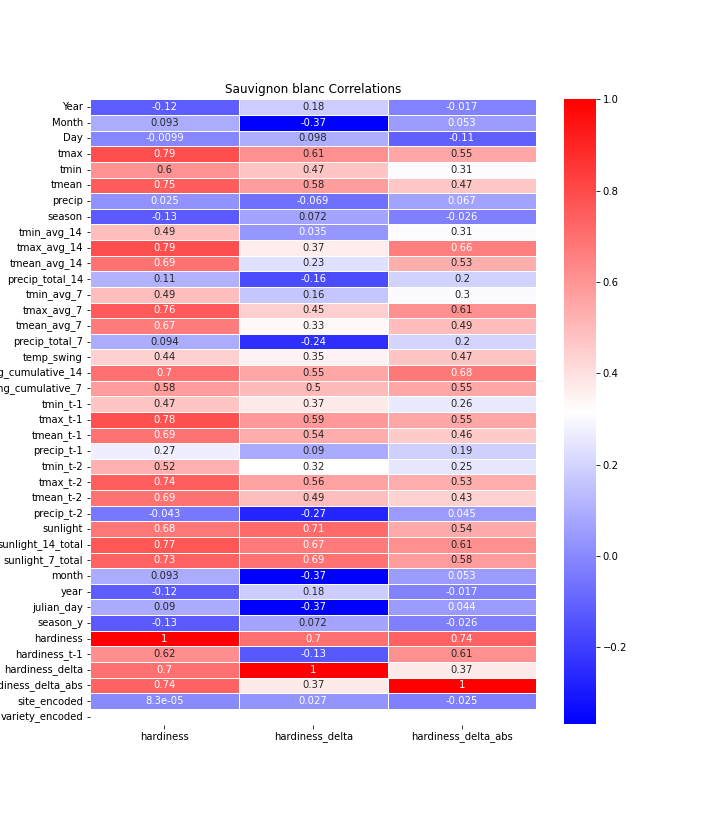 Sauvignon blanc Correlations
Year -0.12 0.18 -0.017
Month 0.093 -0.37 0.053
Day -0.0099 0.098 -0.11
tmax 0.79 0.61 0.55
tmin 0.6 0.47 0.31
tmean 0.75 0.58 0.47
precip 0.025 -0.069 0.067
season -0.13 0.072 -0.026
tmin_avg_14 0.49 0.035 0.31
tmax_avg_14 0.79 0.37 0.66
tmean_avg_14 0.69 0.23 0.53
precip_total_14 0.11 -0.16 0.2
tmin_avg_7 0.49 0.16 0.3
tmax_avg_7 0.76 0.45 0.61
tmean_avg_7 0.67 0.33 0.49
precip_total_7 0.094 -0.24 0.2
temp_swing 0.44 0.35 0.47
g_cumulative_14 0.7 0.55 0.68
ng_cumulative_7 0.58 0.5 0.55
tmin_t-1 0.47 0.37 0.26
tmax_t-1 0.78 0.59 0.55
tmean_t-1 0.69 0.54 0.46
precip_t-1 0.27 0.09 0.19
tmin_t-2 0.52 0.32 0.25
tmax_t-2 0.74 0.56 0.53
tmean_t-2 0.69 0.49 0.43
precip_t-2 -0.043 -0.27 0.045
sunlight 0.68 0.71 0.54
sunlight_14_total 0.77 0.67 0.61
sunlight_7_total 0.73 0.69 0.58
month 0.093 -0.37 0.053
year -0.12 0.18 -0.017
julian_day 0.09 -0.37 0.044
season_y -0.13 0.072 -0.026
hardiness 1 0.7 0.74
hardiness_t-1 0.62 -0.13 0.61
hardiness_delta 0.7 1 0.37
diness_delta_abs 0.74 0.37 1
site_encoded 8.3e-05 0.027 -0.025
variety_encoded
hardiness hardiness_delta hardiness_delta_abs
1.0
0.8
0.6
0.4
0.2
0.0
−0.2